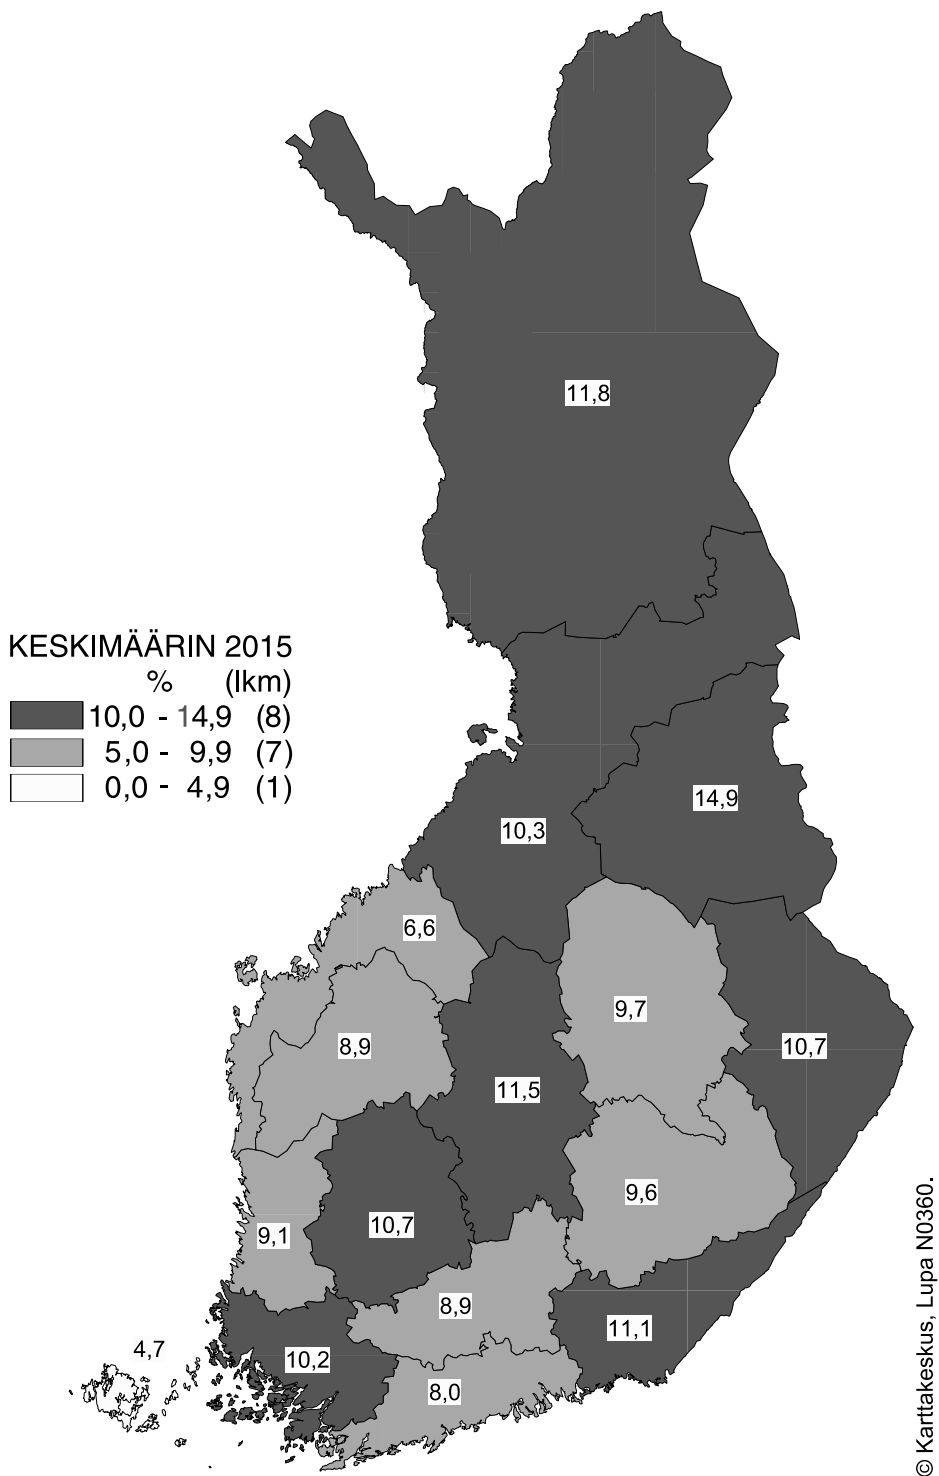 11,8
KESKIMÄÄRIN 2015
% (lkm)
10,0 - 14,9 (8)
5,0 - 9,9 (7)
0,0 - 4,9 (1)
14,9
10,3
6,6
9,7
8,9
10,7
11,5
9,6
10,7
9,1
8,9
11,1
4,7
10,2
8,0
© Karttakeskus, Lupa N0360.